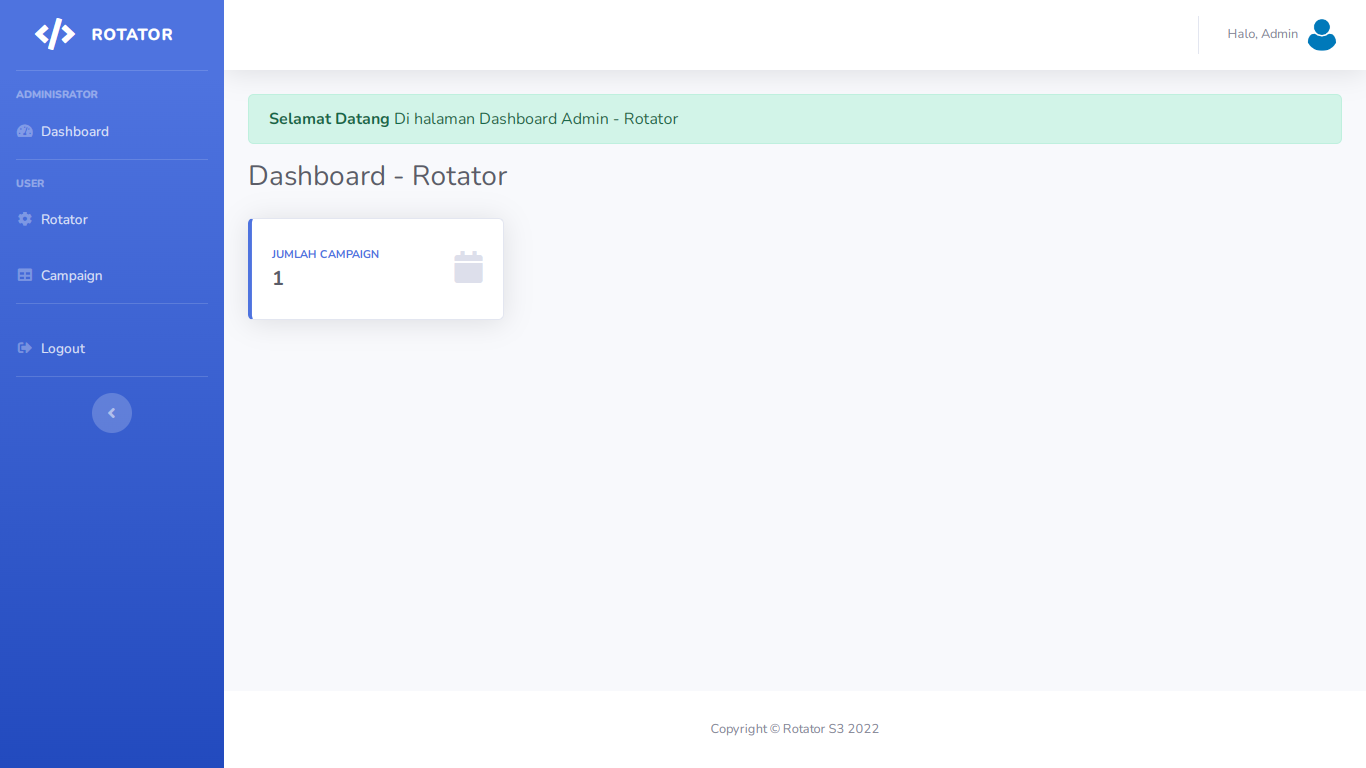 ROTATOR
ADMINISRATOR
Dashboard
USER
Rotator
Campaign
Logout
Halo, Admin
Selamat Datang Di halaman Dashboard Admin - Rotator
Dashboard - Rotator
JUMLAH CAMPAIGN
1
Copyright © Rotator S3 2022